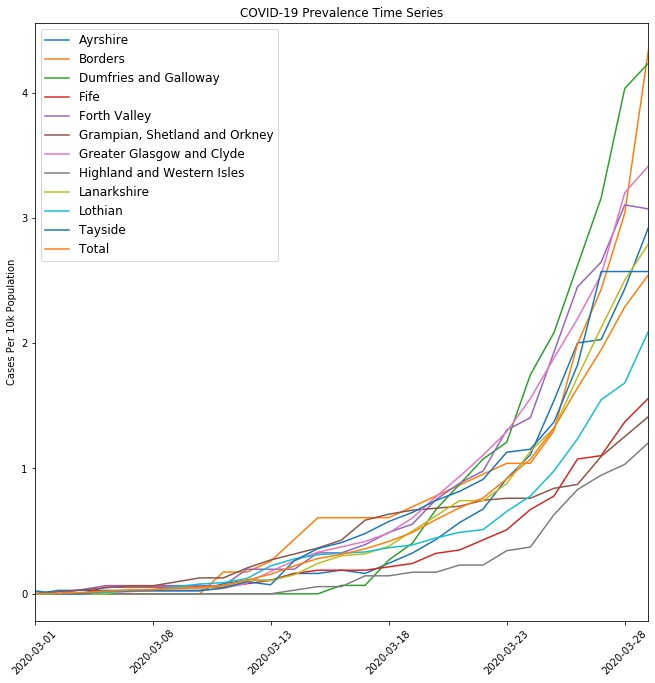 COVID-19 Prevalence Time Series
Ayrshire
Borders
Dumfries and Galloway
Fife
Forth Valley
Grampian, Shetland and Orkney
Greater Glasgow and Clyde
Highland and Western Isles
Lanarkshire
Lothian
Tayside
Total
Cases Per 10k Population
4
3
2
1
0
2020-03-01
2020-03-08
2020-03-13
2020-03-18
2020-03-23
2020-03-28